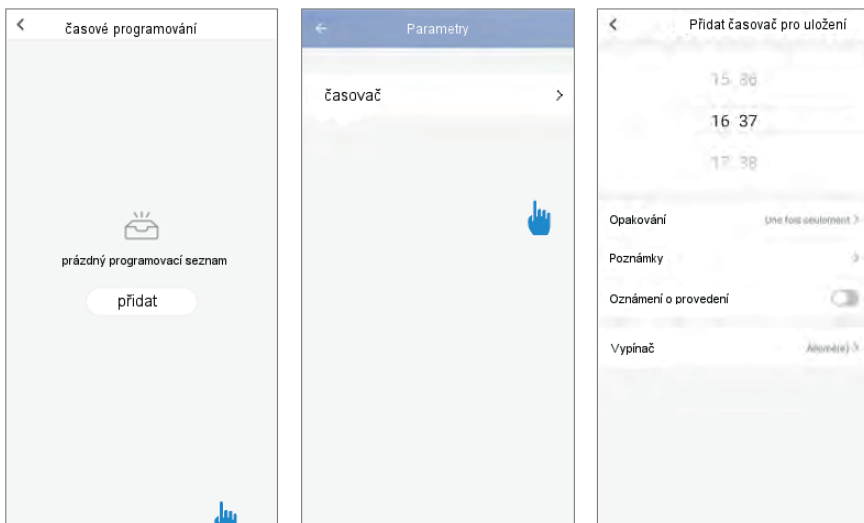 časové programování
prázdný programovací seznam
přidat
Parametry
časovač
Přidat časovač pro uložení
15 36
16 37
17 38
Opakování Une fois seulement
Poznámky
Oznámení o provedení
Vypínač